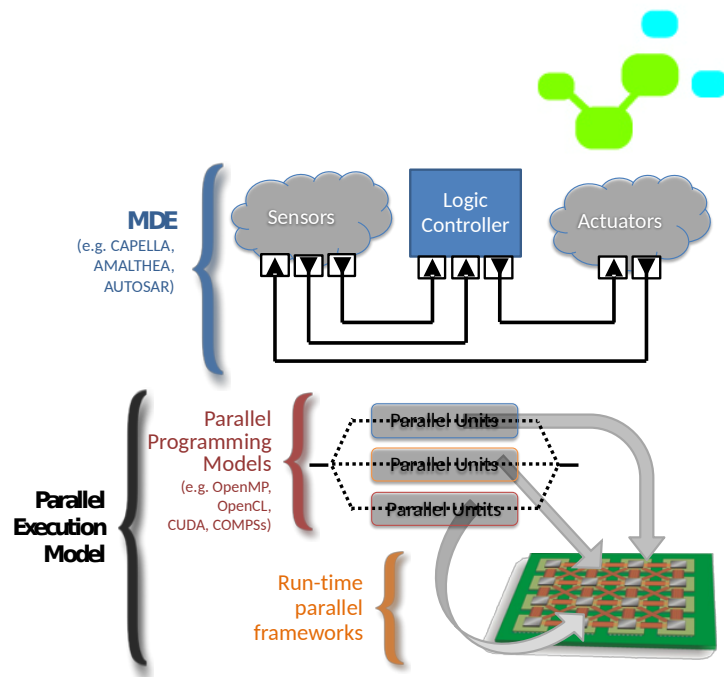 Sensors
Logic
Controller
Actuators
MDE
(e.g. CAPELLA,
AMALTHEA,
AUTOSAR)
Parallel
Programming
Models
(e.g. OpenMP,
OpenCL,
CUDA, COMPSs)
Parallel Units
Parallel Units
Parallel Untits
Parallel
Execution
Model
Run-time
parallel
frameworks